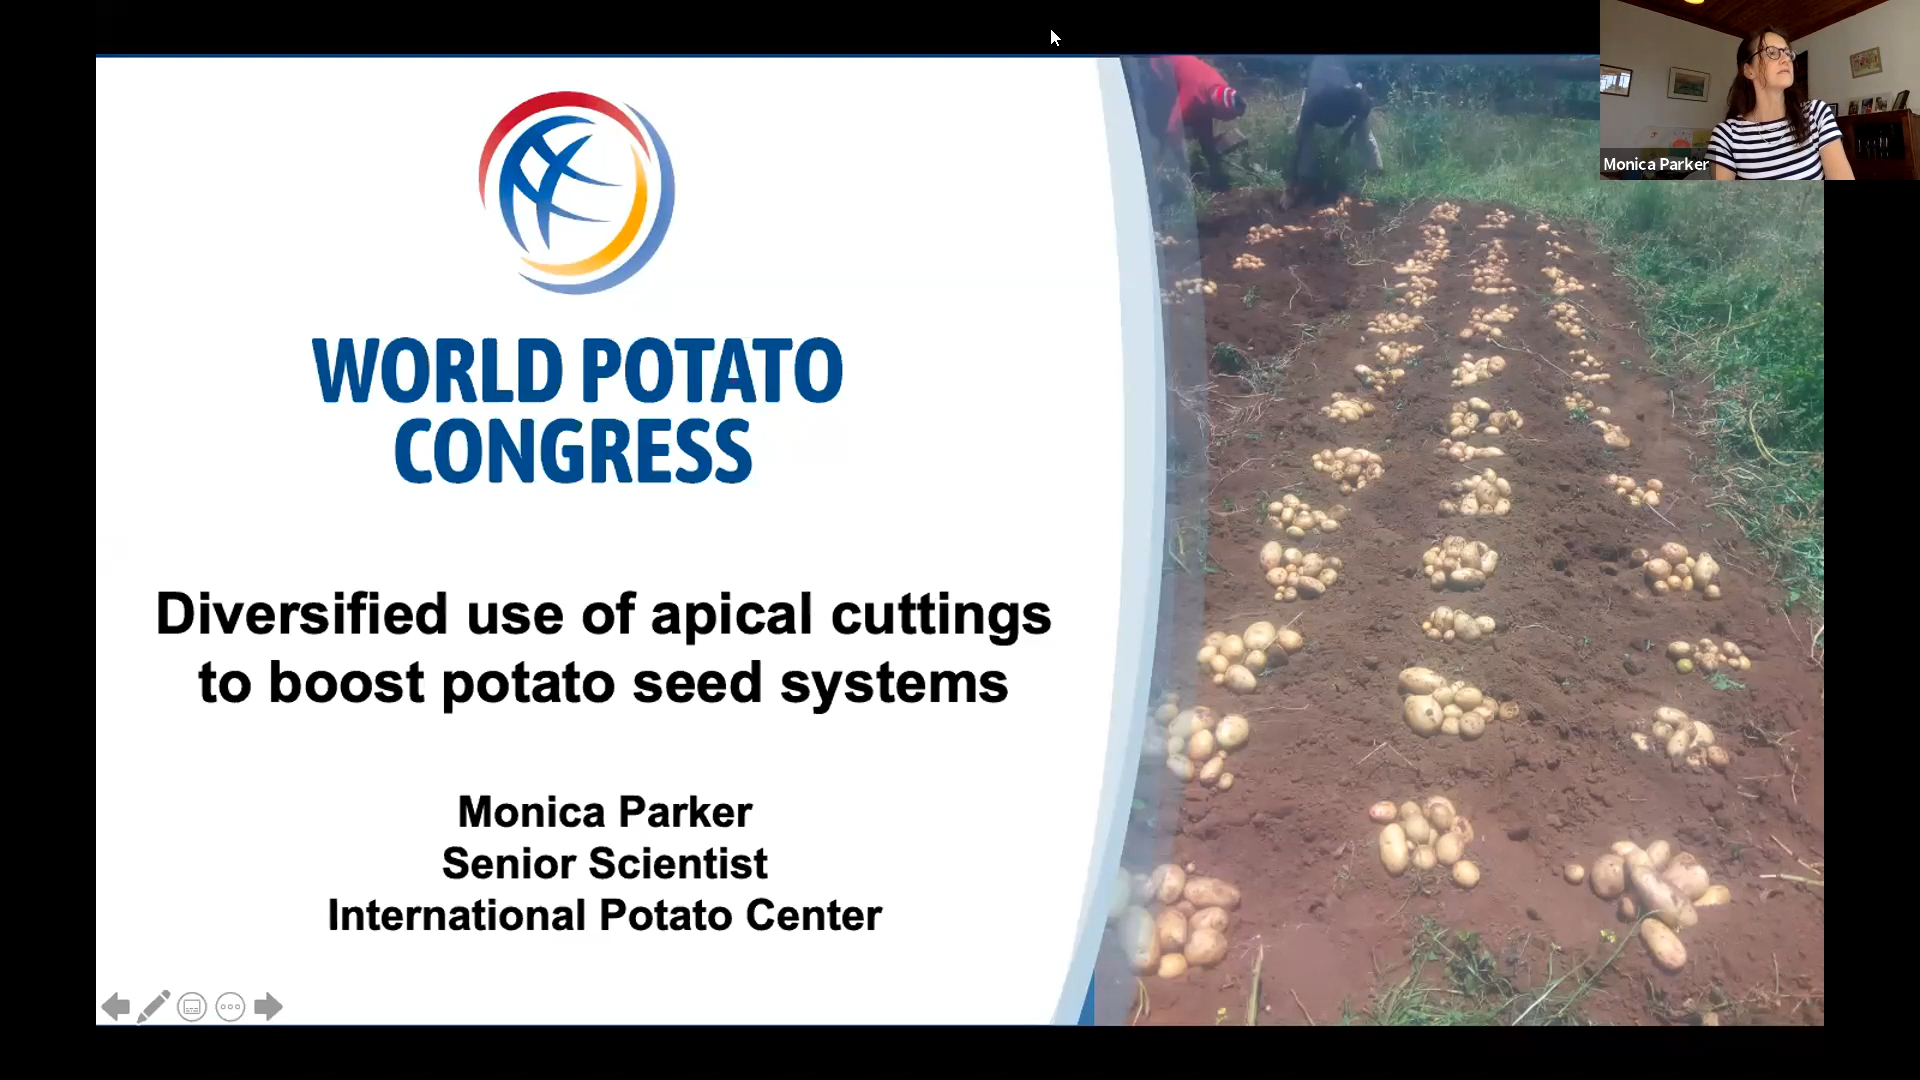 WORLD POTATO
CONGRESS
Diversified use of apical cuttings
to boost potato seed systems
Monica Parker
Senior Scientist
International Potato Center
Monica Parker